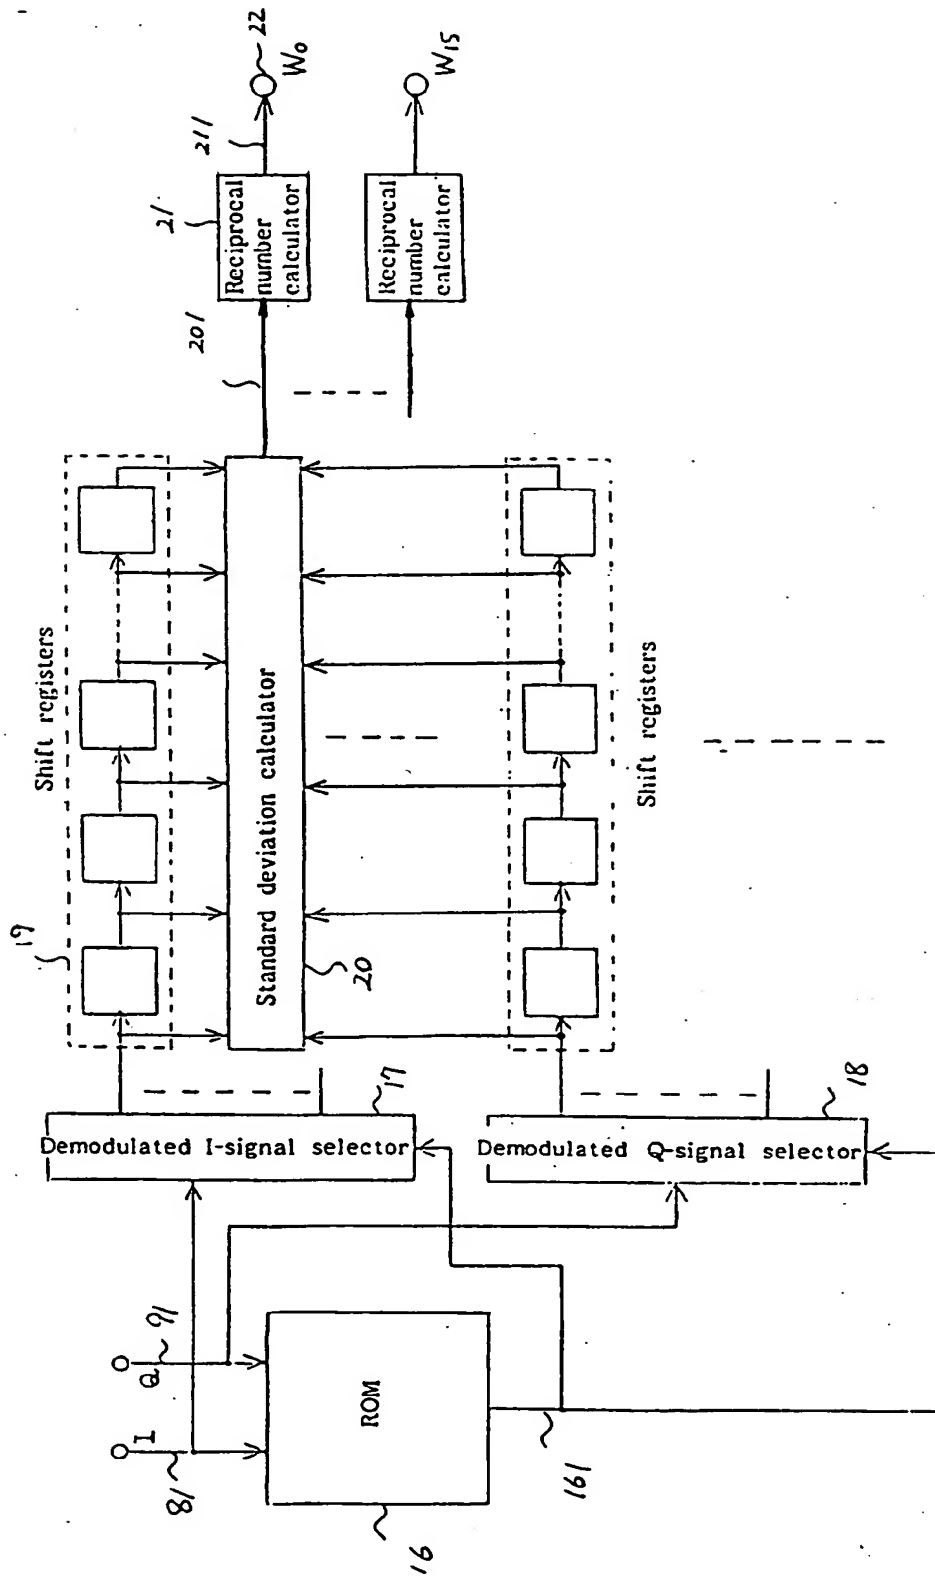 I
81
Q
91
ROM
16
161
Demodulated I-signal selector
17
Demodulated Q-signal selector
18
19
Shift registers
Standard deviation calculator
20
Shift registers
201
21
Reciprocal
number
calculator
211
22
W0
Reciprocal
number
calculator
W15